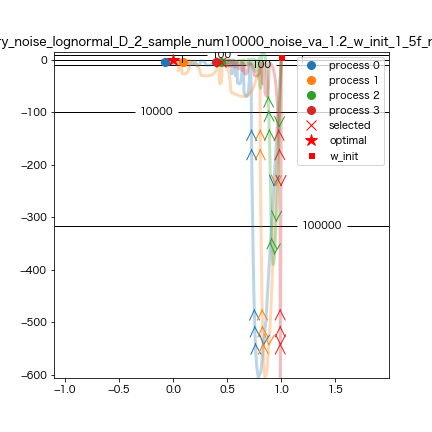 ry_noise_lognormal_D_2_sample_num10000_noise_va_1.2_w_init_1_5f_r
0
−100
−200
−300
−400
−500
−600
−1.0
−0.5
0.0
0.5
1.0
1.5
100
10000
100000
process 0
process 1
process 2
process 3
selected
optimal
w_init